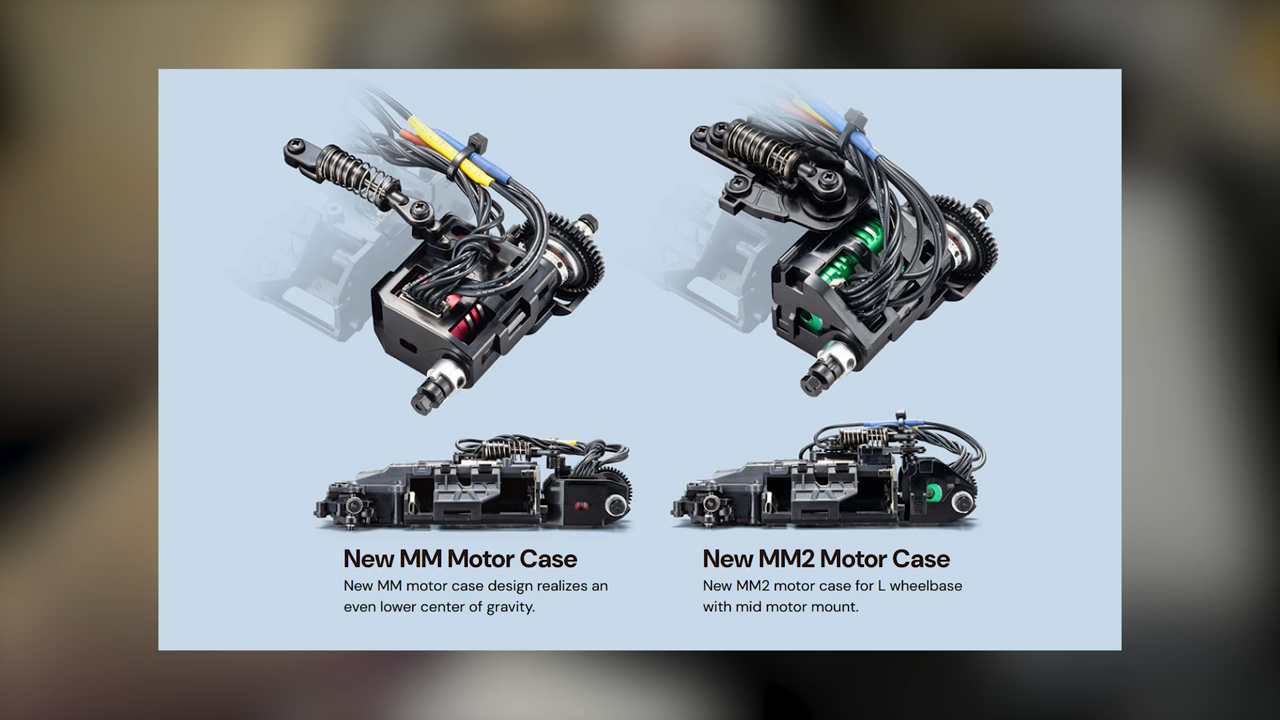 New MM Motor Case
New MM motor case design realizes an
even lower center of gravity.
New MM2 Motor Case
New MM2 motor case for L wheelbase
with mid motor mount.